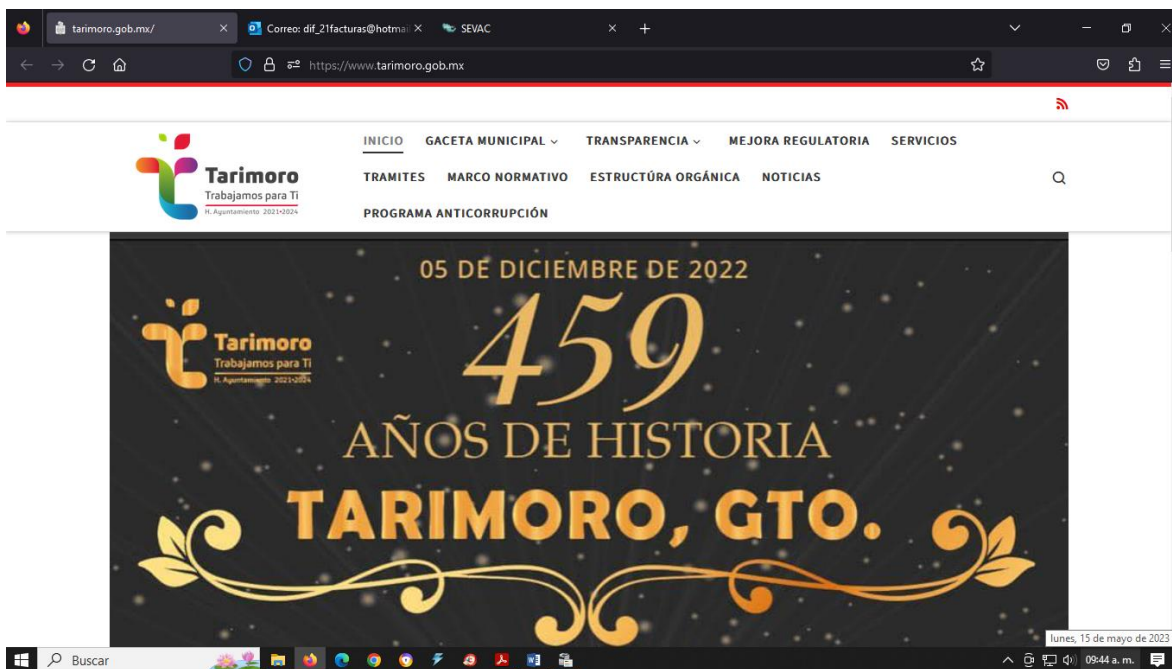 tarimoro.gob.mx/
Correo: dif_21facturas@hotmail
SEVAC
https://www.tarimoro.gob.mx
INICIO GACETA MUNICIPAL TRANSPARENCIA MEJORA REGULATORIA SERVICIOS
Tarimoro
Trabajamos para Ti
H. Ayuntamiento 2021•2024
TRAMITES MARCO NORMATIVO ESTRUCTÚRA ORGÁNICA NOTICIAS
PROGRAMA ANTICORRUPCIÓN
05 DE DICIEMBRE DE 2022
459
Tarimoro
Trabajamos para Ti
H. Ayuntamiento 2021•2024
AÑOS DE HISTORIA
TARIMORO, GTO.
lunes, 15 de mayo de 2023
Buscar
09:44 a. m.